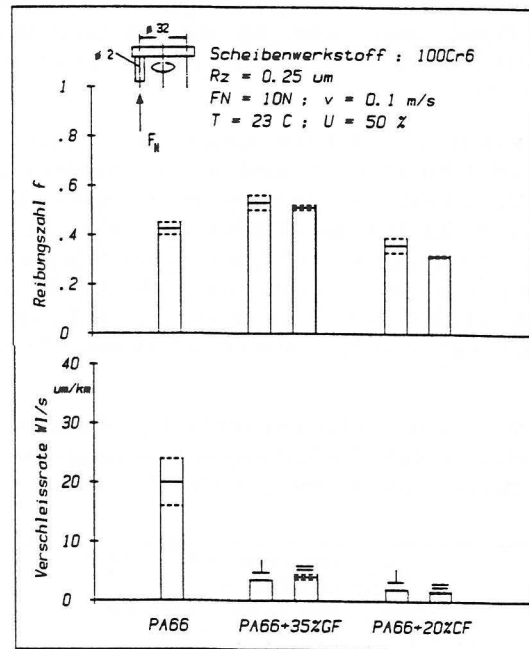 ø 32
ø 2
Scheibenwerkstoff : 100Cr6
Rz = 0.25 um
FN = 10N ; v = 0.1 m/s
T = 23 C ; U = 50 %
F_N
Reibungszahl f
1
.8
.6
.4
.2
0
Verschleissrate Wl/s
um/km
40
30
20
10
0
⊥
=
⊥
=
PA66
PA66+35%GF
PA66+20%CF